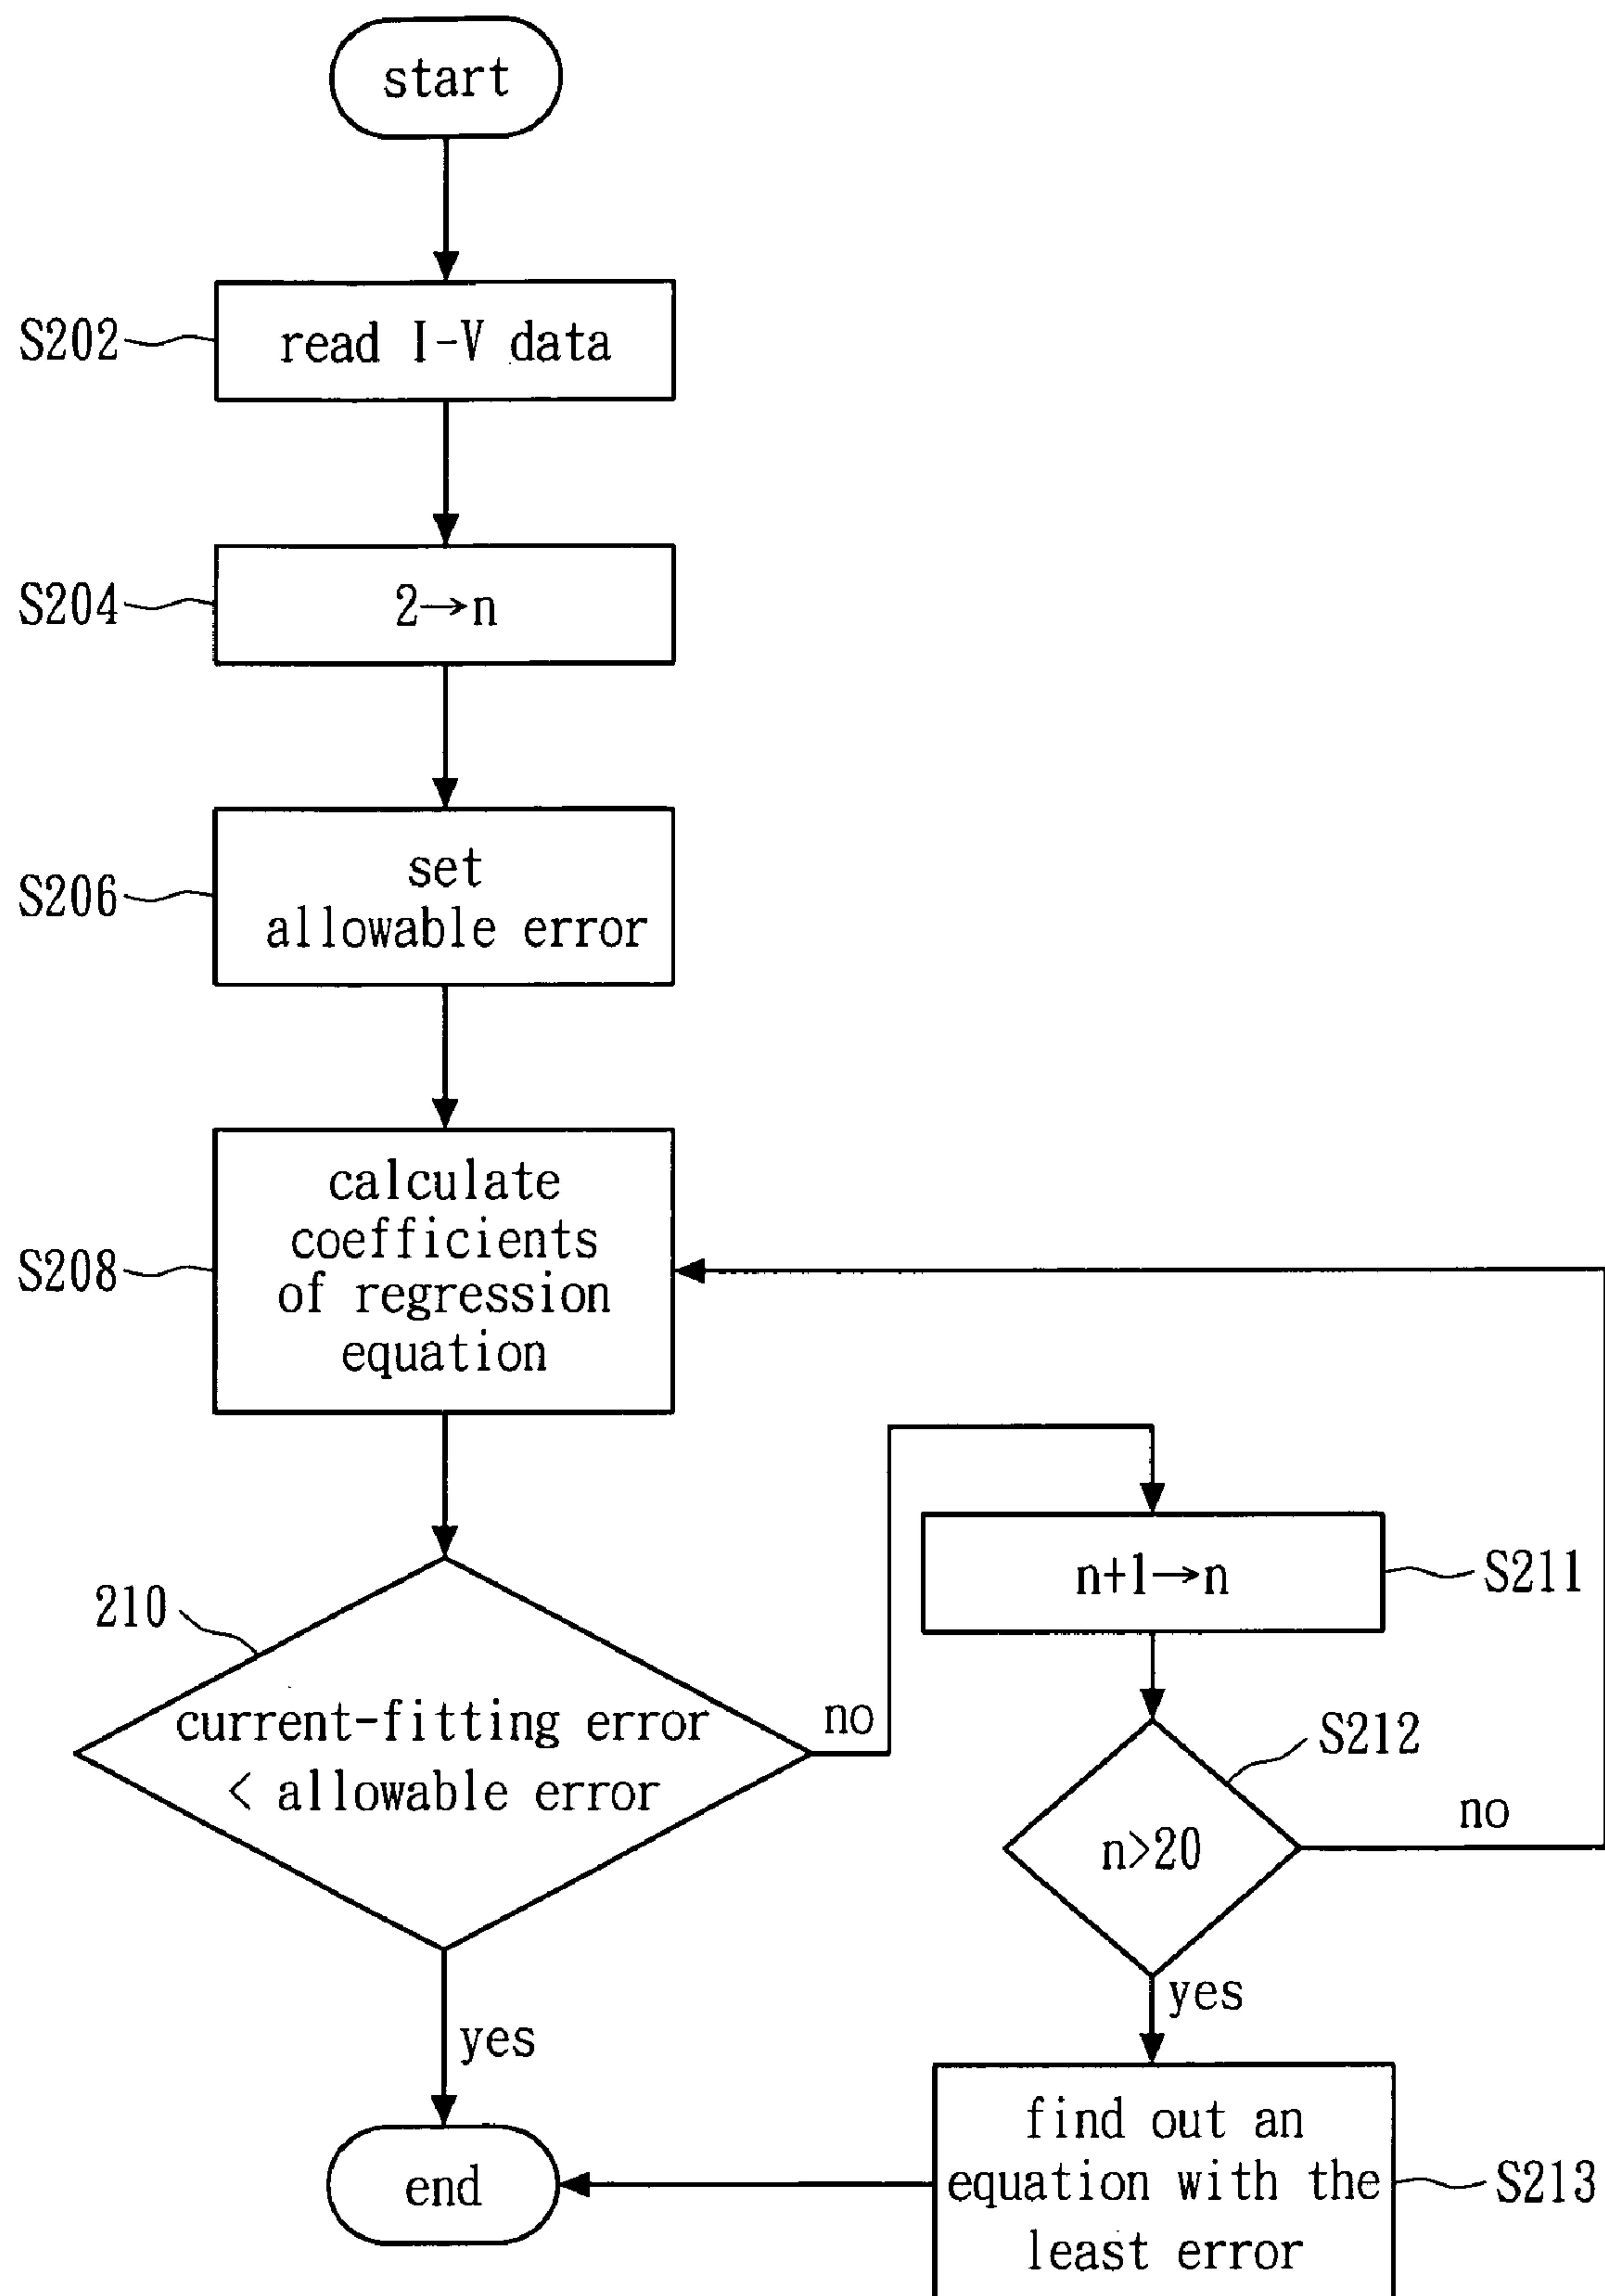 start
S202
read I-V data
S204
2→n
S206
set
allowable error
S208
calculate
coefficients
of regression
equation
210
current-fitting error
< allowable error
no
yes
n+1→n
S211
S212
n>20
no
yes
find out an
equation with the
least error
S213
end